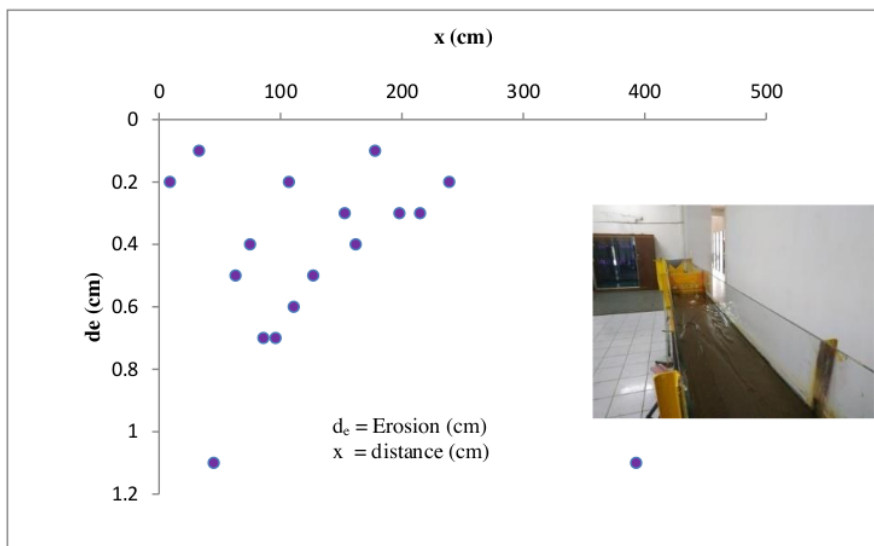 x (cm)
0 100 200 300 400 500
0
0.2
0.4
0.6
0.8
1
1.2
de (cm)
dₑ = Erosion (cm)
x = distance (cm)